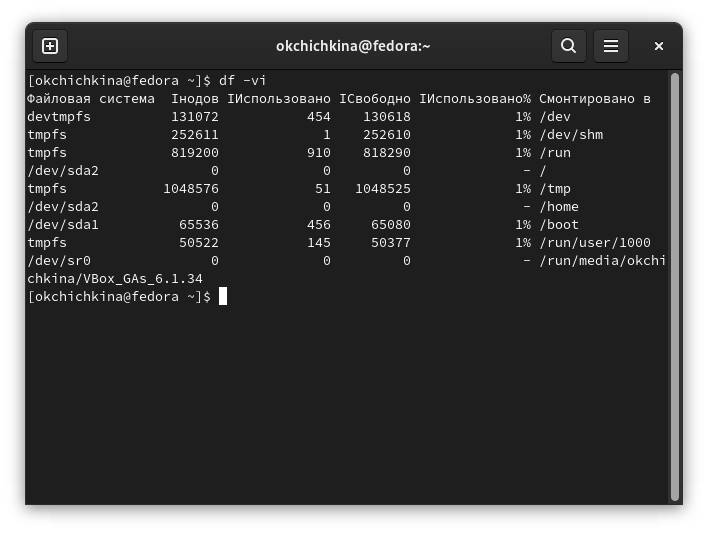 okchichkina@fedora:~
[okchichkina@fedora ~]$ df -vi
Файловая система  Iнодов IИспользовано IСвободно IИспользовано% Смонтировано в
devtmpfs          131072           454    130618             1% /dev
tmpfs             252611             1    252610             1% /dev/shm
tmpfs             819200           910    818290             1% /run
/dev/sda2              0             0         0              - /
tmpfs            1048576            51   1048525             1% /tmp
/dev/sda2              0             0         0              - /home
/dev/sda1          65536           456     65080             1% /boot
tmpfs              50522           145     50377             1% /run/user/1000
/dev/sr0               0             0         0              - /run/media/okchi
chkina/VBox_GAs_6.1.34
[okchichkina@fedora ~]$